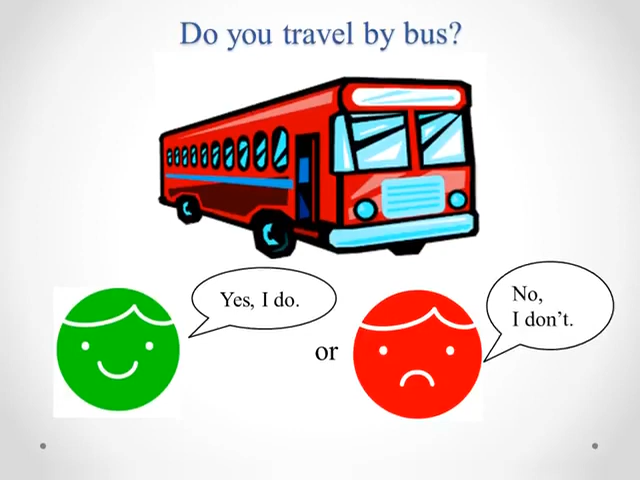 Do you travel by bus?
Yes, I do.
or
No,
I don't.